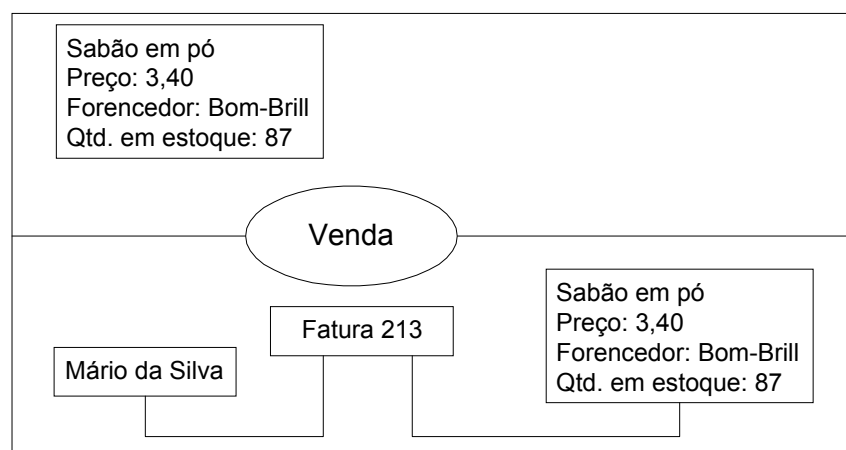 Sabão em pó
Preço: 3,40
Forencedor: Bom-Brill
Qtd. em estoque: 87
Venda
Fatura 213
Mário da Silva
Sabão em pó
Preço: 3,40
Forencedor: Bom-Brill
Qtd. em estoque: 87